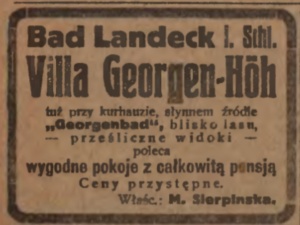 Bad Landeck i. Schl.
Villa Georgen-Höh
tuż przy kurhauzie, słynnem źródle
„Georgenbad“, blisko lasu,
— prześliczne widoki —
poleca
wygodne pokoje z całkowitą pensją
Ceny przystępne.
Właśc.: M. Sierpinska.